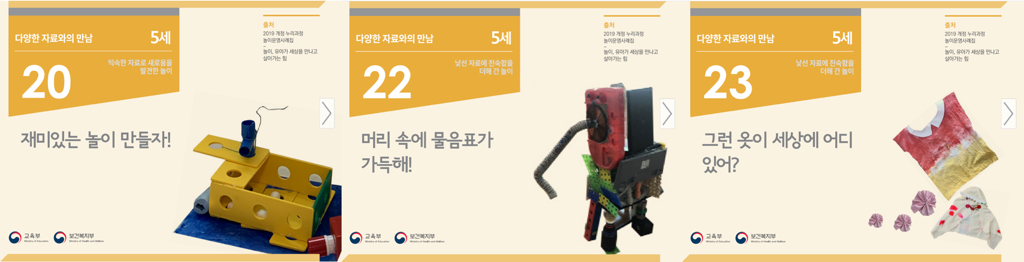 다양한 자료와의 만남
5세
20
익숙한 자료로 새로움을
발견한 놀이
출처
2019 개정 누리과정
놀이운영사례집
놀이, 유아가 세상을 만나고
살아가는 힘
재미있는 놀이 만들자!
교육부
Ministry of Education
보건복지부
Ministry of Health and Welfare
다양한 자료와의 만남
5세
22
낯선 자료에 친숙함을
더해 간 놀이
출처
2019 개정 누리과정
놀이운영사례집
놀이, 유아가 세상을 만나고
살아가는 힘
머리 속에 물음표가
가득해!
교육부
Ministry of Education
보건복지부
Ministry of Health and Welfare
다양한 자료와의 만남
5세
23
낯선 자료에 친숙함을
더해 간 놀이
출처
2019 개정 누리과정
놀이운영사례집
놀이, 유아가 세상을 만나고
살아가는 힘
그런 옷이 세상에 어디
있어?
교육부
Ministry of Education
보건복지부
Ministry of Health and Welfare